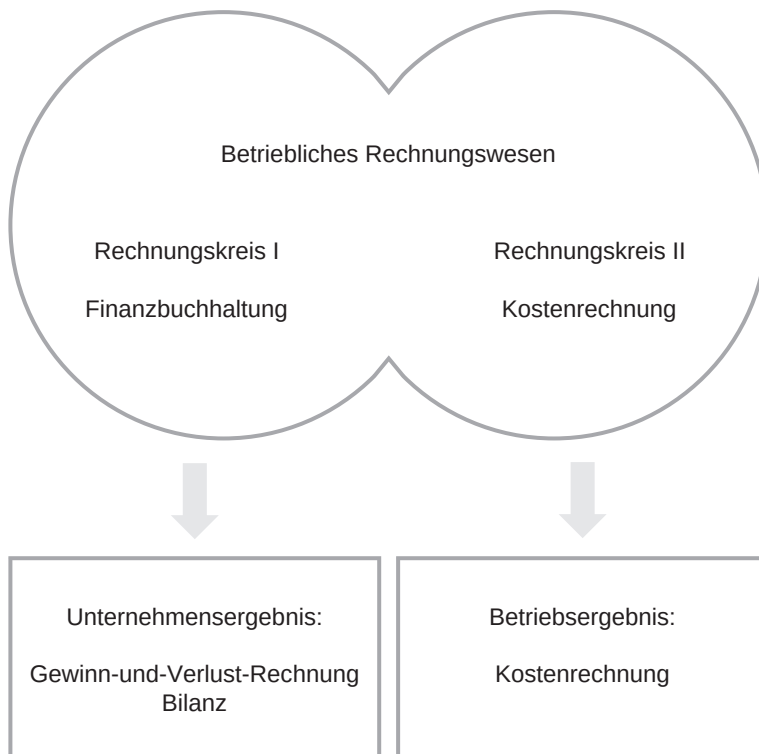 Betriebliches Rechnungswesen
Rechnungskreis I
Finanzbuchhaltung
Rechnungskreis II
Kostenrechnung
Unternehmensergebnis:
Gewinn-und-Verlust-Rechnung
Bilanz
Betriebsergebnis:
Kostenrechnung